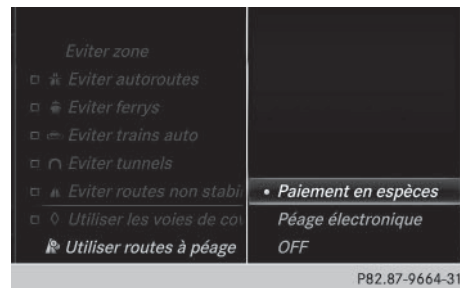 Eviter zone
Eviter autoroutes
Eviter ferrys
Eviter trains auto
Eviter tunnels
Eviter routes non stabi
Utiliser les voies de cov
Utiliser routes à péage
• Paiement en espèces
Péage électronique
OFF
P82.87-9664-31